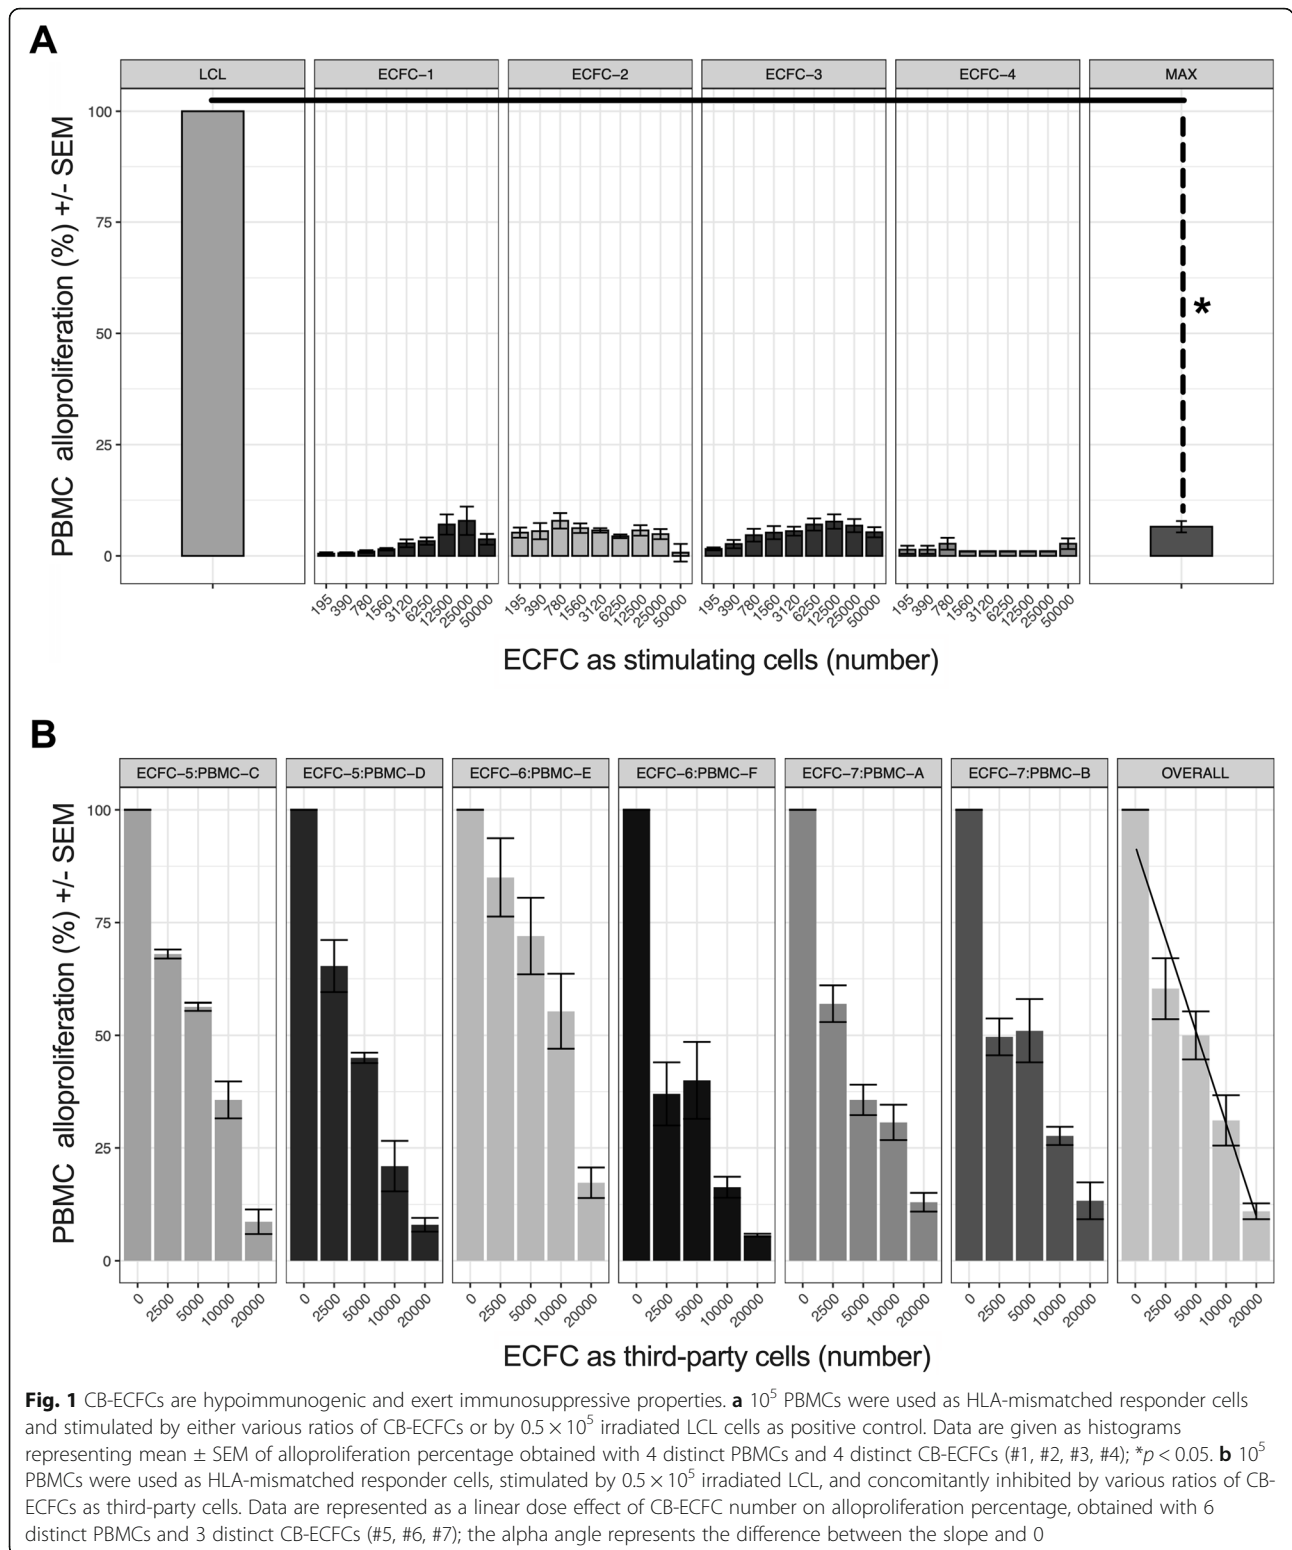 A
LCL ECFC–1 ECFC–2 ECFC–3 ECFC–4 MAX
PBMC alloproliferation (%) +/- SEM
100
75
50
25
0
*
195 390 780 1560 3120 6250 12500 25000 50000 195 390 780 1560 3120 6250 12500 25000 50000 195 390 780 1560 3120 6250 12500 25000 50000 195 390 780 1560 3120 6250 12500 25000 50000
ECFC as stimulating cells (number)
B
ECFC–5:PBMC–C ECFC–5:PBMC–D ECFC–6:PBMC–E ECFC–6:PBMC–F ECFC–7:PBMC–A ECFC–7:PBMC–B OVERALL
PBMC alloproliferation (%) +/- SEM
100
75
50
25
0
0 2500 5000 10000 20000 0 2500 5000 10000 20000 0 2500 5000 10000 20000 0 2500 5000 10000 20000 0 2500 5000 10000 20000 0 2500 5000 10000 20000 0 2500 5000 10000 20000
ECFC as third-party cells (number)
Fig. 1 CB-ECFCs are hypoimmunogenic and exert immunosuppressive properties. a 10⁵ PBMCs were used as HLA-mismatched responder cells
and stimulated by either various ratios of CB-ECFCs or by 0.5 × 10⁵ irradiated LCL cells as positive control. Data are given as histograms
representing mean ± SEM of alloproliferation percentage obtained with 4 distinct PBMCs and 4 distinct CB-ECFCs (#1, #2, #3, #4); *p < 0.05. b 10⁵
PBMCs were used as HLA-mismatched responder cells, stimulated by 0.5 × 10⁵ irradiated LCL, and concomitantly inhibited by various ratios of CB-
ECFCs as third-party cells. Data are represented as a linear dose effect of CB-ECFC number on alloproliferation percentage, obtained with 6
distinct PBMCs and 3 distinct CB-ECFCs (#5, #6, #7); the alpha angle represents the difference between the slope and 0